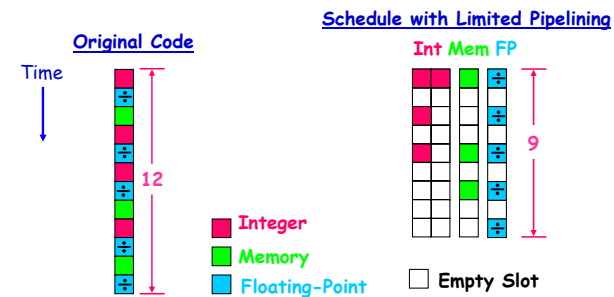 Original Code
Time
÷
÷
÷
÷
÷
12
Schedule with Limited Pipelining
Int Mem FP
÷
÷
÷
÷
÷
9
Integer
Memory
Floating-Point
Empty Slot